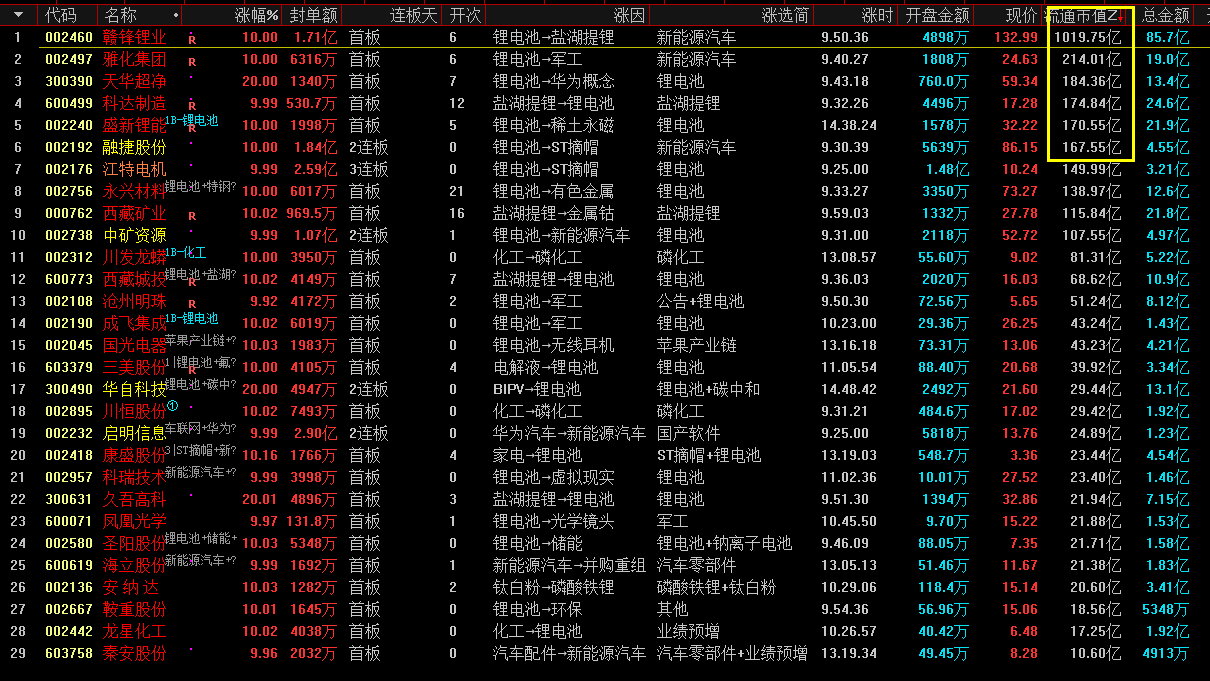 代码 名称 涨幅% 封单额 连板天 开次 涨因 涨选简 涨时 开盘金额 现价 流通市值Z↓ 总金额
1 002460 赣锋锂业 R 10.00 1.71亿 首板 6 锂电池→盐湖提锂 新能源汽车 9.50.36 4898万 132.99 1019.75亿 85.7亿
2 002497 雅化集团 R 10.00 6316万 首板 6 锂电池→军工 新能源汽车 9.40.27 1808万 24.63 214.01亿 19.0亿
3 300390 天华超净 20.00 1340万 首板 7 锂电池→华为概念 锂电池 9.43.18 760.0万 59.34 184.36亿 13.4亿
4 600499 科达制造 R 9.99 530.7万 首板 12 盐湖提锂→锂电池 盐湖提锂 9.32.26 4496万 17.28 174.84亿 24.6亿
5 002240 盛新锂能 1B-锂电池 R 10.00 1998万 首板 5 锂电池→稀土永磁 锂电池 14.38.24 1578万 32.22 170.55亿 21.9亿
6 002192 融捷股份 10.00 1.84亿 2连板 0 锂电池→ST摘帽 新能源汽车 9.30.39 5639万 86.15 167.55亿 4.55亿
7 002176 江特电机 9.99 2.59亿 3连板 0 锂电池→ST摘帽 锂电池 9.25.00 1.48亿 10.24 149.99亿 3.21亿
8 002756 永兴材料 锂电池+特钢? 10.00 6017万 首板 21 锂电池→有色金属 锂电池 9.33.27 3350万 73.27 138.97亿 12.6亿
9 000762 西藏矿业 R 10.02 969.5万 首板 16 盐湖提锂→金属钴 盐湖提锂 9.59.03 1332万 27.78 115.84亿 21.8亿
10 002738 中矿资源 9.99 1.07亿 2连板 1 锂电池→新能源汽车 锂电池 9.31.00 2118万 52.72 107.55亿 4.97亿
11 002312 川发龙蟒 1B-化工 10.00 3950万 首板 0 化工→磷化工 磷化工 13.08.57 55.60万 9.02 81.31亿 5.22亿
12 600773 西藏城投 锂电池+盐湖? R 10.02 4149万 首板 7 盐湖提锂→锂电池 锂电池 9.36.03 2020万 16.03 68.62亿 10.9亿
13 002108 沧州明珠 R 9.92 4172万 首板 2 锂电池→军工 公告+锂电池 9.50.30 72.56万 5.65 51.24亿 8.12亿
14 002190 成飞集成 1B-锂电池 10.02 6019万 首板 0 锂电池→军工 锂电池 10.23.00 29.36万 26.25 43.24亿 1.43亿
15 002045 国光电器 苹果产业链+? 10.03 1983万 首板 0 锂电池→无线耳机 苹果产业链 13.16.18 73.31万 13.06 43.23亿 4.21亿
16 603379 三美股份 1|锂电池+氟? R 10.00 4105万 首板 4 电解液→锂电池 锂电池 11.05.54 88.40万 20.68 39.92亿 3.34亿
17 300490 华自科技 锂电池+碳中? 20.00 4947万 2连板 0 BIPV→锂电池 锂电池+碳中和 14.48.42 2492万 21.60 29.44亿 13.1亿
18 002895 川恒股份 ① 10.02 7493万 首板 0 化工→磷化工 磷化工 9.31.21 484.6万 17.02 29.42亿 1.92亿
19 002232 启明信息 车联网+华为? 9.99 2.90亿 2连板 0 华为汽车→新能源汽车 国产软件 9.25.00 5818万 13.76 24.89亿 1.23亿
20 002418 康盛股份 3|ST摘帽+新? 10.16 1766万 首板 4 家电→锂电池 ST摘帽+锂电池 13.19.03 548.7万 3.36 23.44亿 4.54亿
21 002957 科瑞技术 新能源汽车+? 9.99 3998万 首板 0 锂电池→虚拟现实 锂电池 11.02.36 10.01万 27.52 23.40亿 1.46亿
22 300631 久吾高科 20.01 4896万 首板 3 盐湖提锂→锂电池 锂电池 9.51.30 1394万 32.86 21.94亿 7.15亿
23 600071 凤凰光学 9.97 131.8万 首板 1 锂电池→光学镜头 军工 10.45.50 9.70万 15.22 21.88亿 1.53亿
24 002580 圣阳股份 锂电池+储能+ 10.03 5348万 首板 0 锂电池→储能 锂电池+钠离子电池 9.46.09 88.05万 7.35 21.71亿 1.58亿
25 600619 海立股份 新能源汽车+? 9.99 1692万 首板 1 新能源汽车→并购重组 汽车零部件 13.05.13 51.46万 11.67 21.38亿 1.83亿
26 002136 安 纳 达 10.03 1282万 首板 2 钛白粉→磷酸铁锂 磷酸铁锂+钛白粉 10.29.06 118.4万 15.14 20.60亿 3.41亿
27 002667 鞍重股份 10.01 1645万 首板 0 锂电池→环保 其他 9.54.36 56.96万 15.06 18.56亿 5348万
28 002442 龙星化工 10.02 4038万 首板 0 化工→锂电池 业绩预增 10.26.57 40.42万 6.48 17.25亿 1.92亿
29 603758 秦安股份 9.96 2032万 首板 0 汽车配件→新能源汽车 汽车零部件+业绩预增 13.19.34 49.45万 8.28 10.60亿 4913万